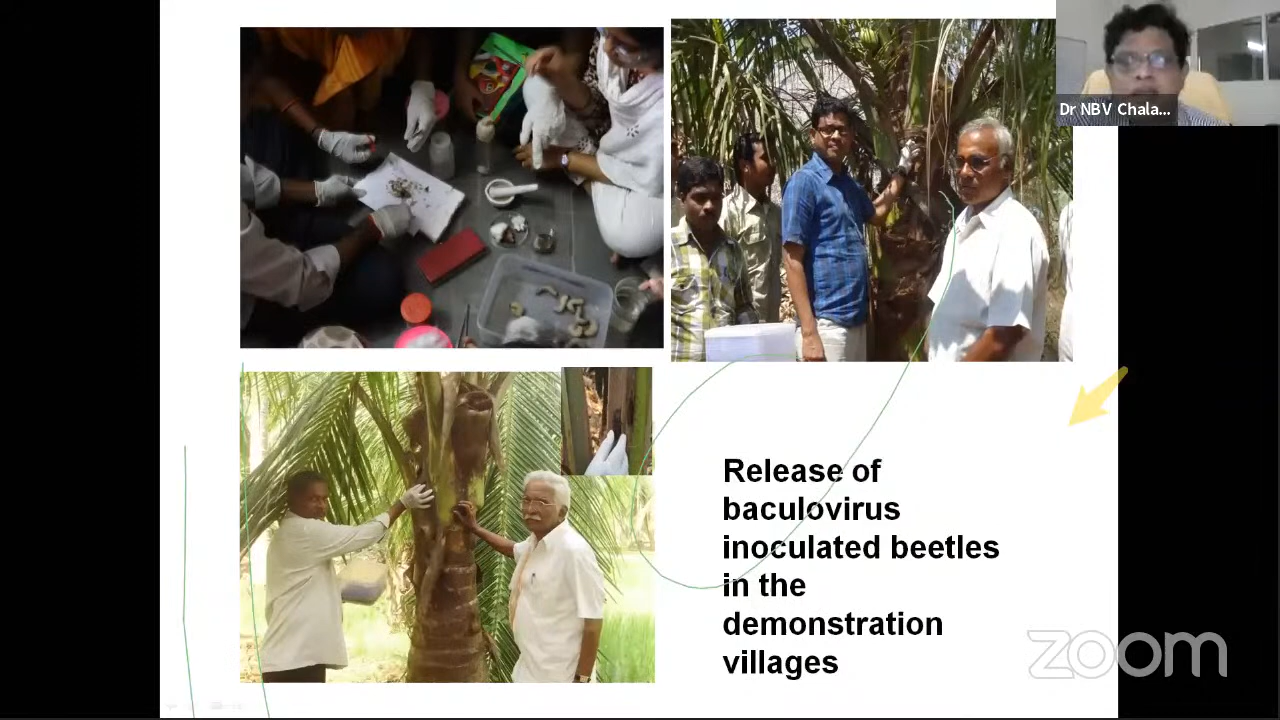 Dr NBV Chala...
Release of
baculovirus
inoculated beetles
in the
demonstration
villages
zoom